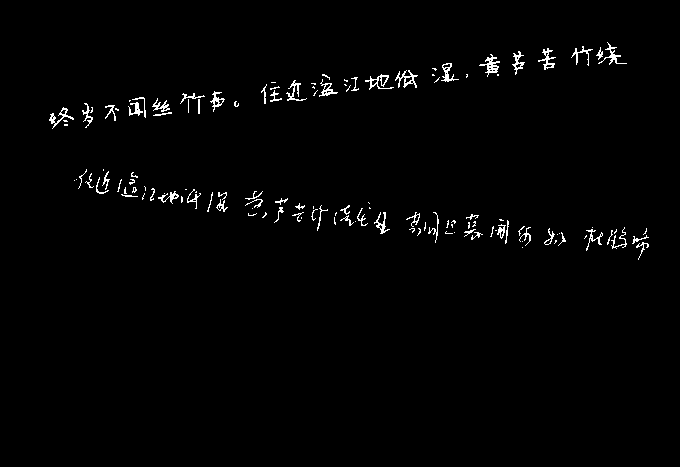 终岁不闻丝竹声。住近湓江地低湿,黄芦苦竹绕
住近湓江地低湿 黄芦苦竹绕宅生 其间旦暮闻何物 杜鹃啼